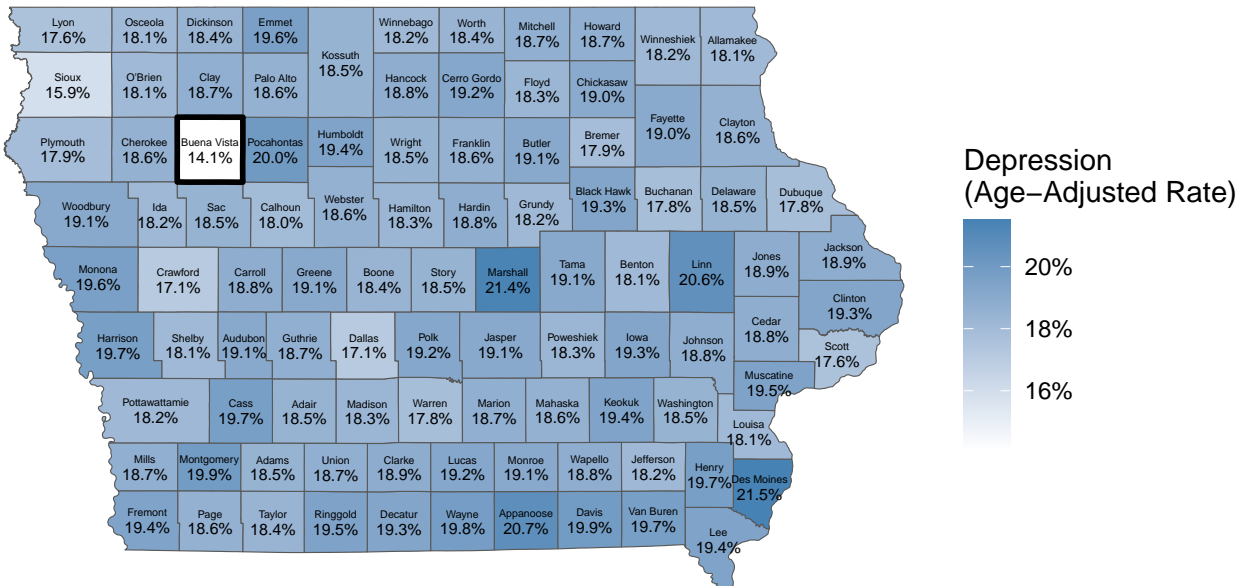 Lyon
17.6%
Osceola
18.1%
Dickinson
18.4%
Emmet
19.6%
Kossuth
18.5%
Winnebago
18.2%
Worth
18.4%
Mitchell
18.7%
Howard
18.7%
Winneshiek
18.2%
Allamakee
18.1%
Sioux
15.9%
O'Brien
18.1%
Clay
18.7%
Palo Alto
18.6%
Hancock
18.8%
Cerro Gordo
19.2%
Floyd
18.3%
Chickasaw
19.0%
Fayette
19.0%
Clayton
18.6%
Plymouth
17.9%
Cherokee
18.6%
Buena Vista
14.1%
Pocahontas
20.0%
Humboldt
19.4%
Wright
18.5%
Franklin
18.6%
Butler
19.1%
Bremer
17.9%
Woodbury
19.1%
Ida
18.2%
Sac
18.5%
Calhoun
18.0%
Webster
18.6%
Hamilton
18.3%
Hardin
18.8%
Grundy
18.2%
Black Hawk
19.3%
Buchanan
17.8%
Delaware
18.5%
Dubuque
17.8%
Monona
19.6%
Crawford
17.1%
Carroll
18.8%
Greene
19.1%
Boone
18.4%
Story
18.5%
Marshall
21.4%
Tama
19.1%
Benton
18.1%
Linn
20.6%
Jones
18.9%
Jackson
18.9%
Clinton
19.3%
Harrison
19.7%
Shelby
18.1%
Audubon
19.1%
Guthrie
18.7%
Dallas
17.1%
Polk
19.2%
Jasper
19.1%
Poweshiek
18.3%
Iowa
19.3%
Johnson
18.8%
Cedar
18.8%
Scott
17.6%
Muscatine
19.5%
Pottawattamie
18.2%
Cass
19.7%
Adair
18.5%
Madison
18.3%
Warren
17.8%
Marion
18.7%
Mahaska
18.6%
Keokuk
19.4%
Washington
18.5%
Louisa
18.1%
Mills
18.7%
Montgomery
19.9%
Adams
18.5%
Union
18.7%
Clarke
18.9%
Lucas
19.2%
Monroe
19.1%
Wapello
18.8%
Jefferson
18.2%
Henry
19.7%
Des Moines
21.5%
Fremont
19.4%
Page
18.6%
Taylor
18.4%
Ringgold
19.5%
Decatur
19.3%
Wayne
19.8%
Appanoose
20.7%
Davis
19.9%
Van Buren
19.7%
Lee
19.4%
Depression
(Age−Adjusted Rate)
20%
18%
16%